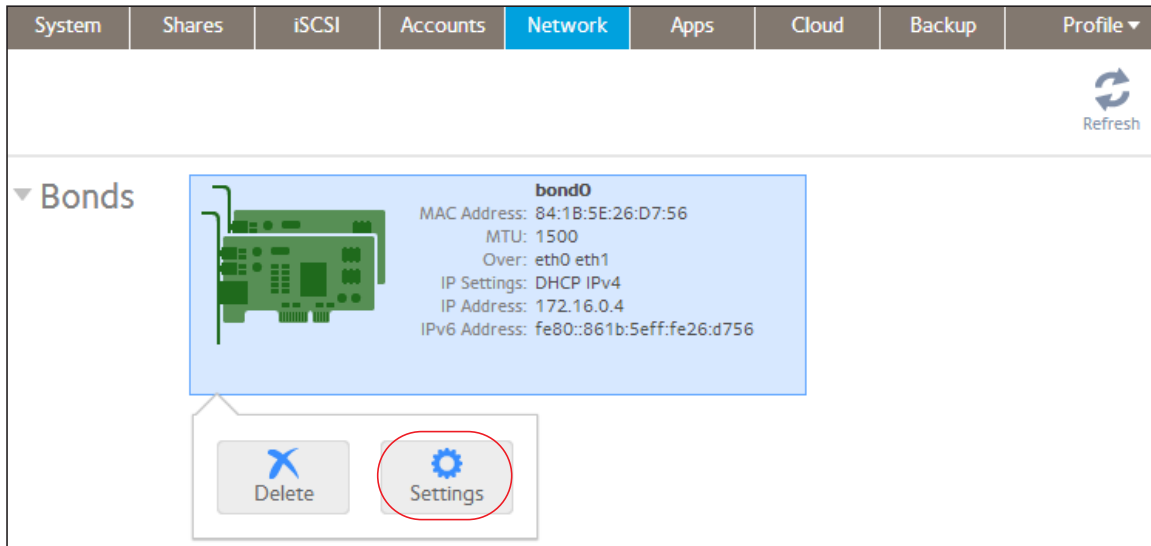 System Shares iSCSI Accounts Network Apps Cloud Backup Profile
Refresh
Bonds
bond0
MAC Address: 84:1B:5E:26:D7:56
MTU: 1500
Over: eth0 eth1
IP Settings: DHCP IPv4
IP Address: 172.16.0.4
IPv6 Address: fe80::861b:5eff:fe26:d756
Delete Settings